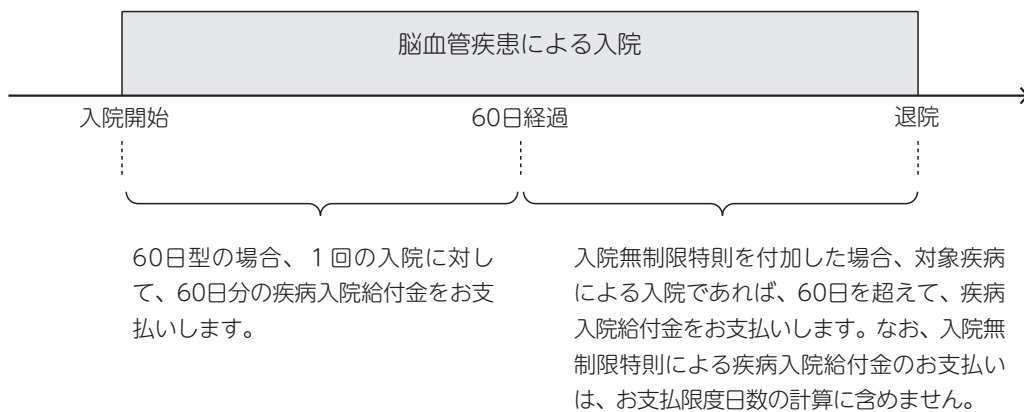 脳血管疾患による入院
入院開始
60日経過
退院
60日型の場合、１回の入院に対し
て、60日分の疾病入院給付金をお支
払いします。
入院無制限特則を付加した場合、対象疾病
による入院であれば、60日を超えて、疾病
入院給付金をお支払いします。なお、入院無
制限特則による疾病入院給付金のお支払い
は、お支払限度日数の計算に含めません。